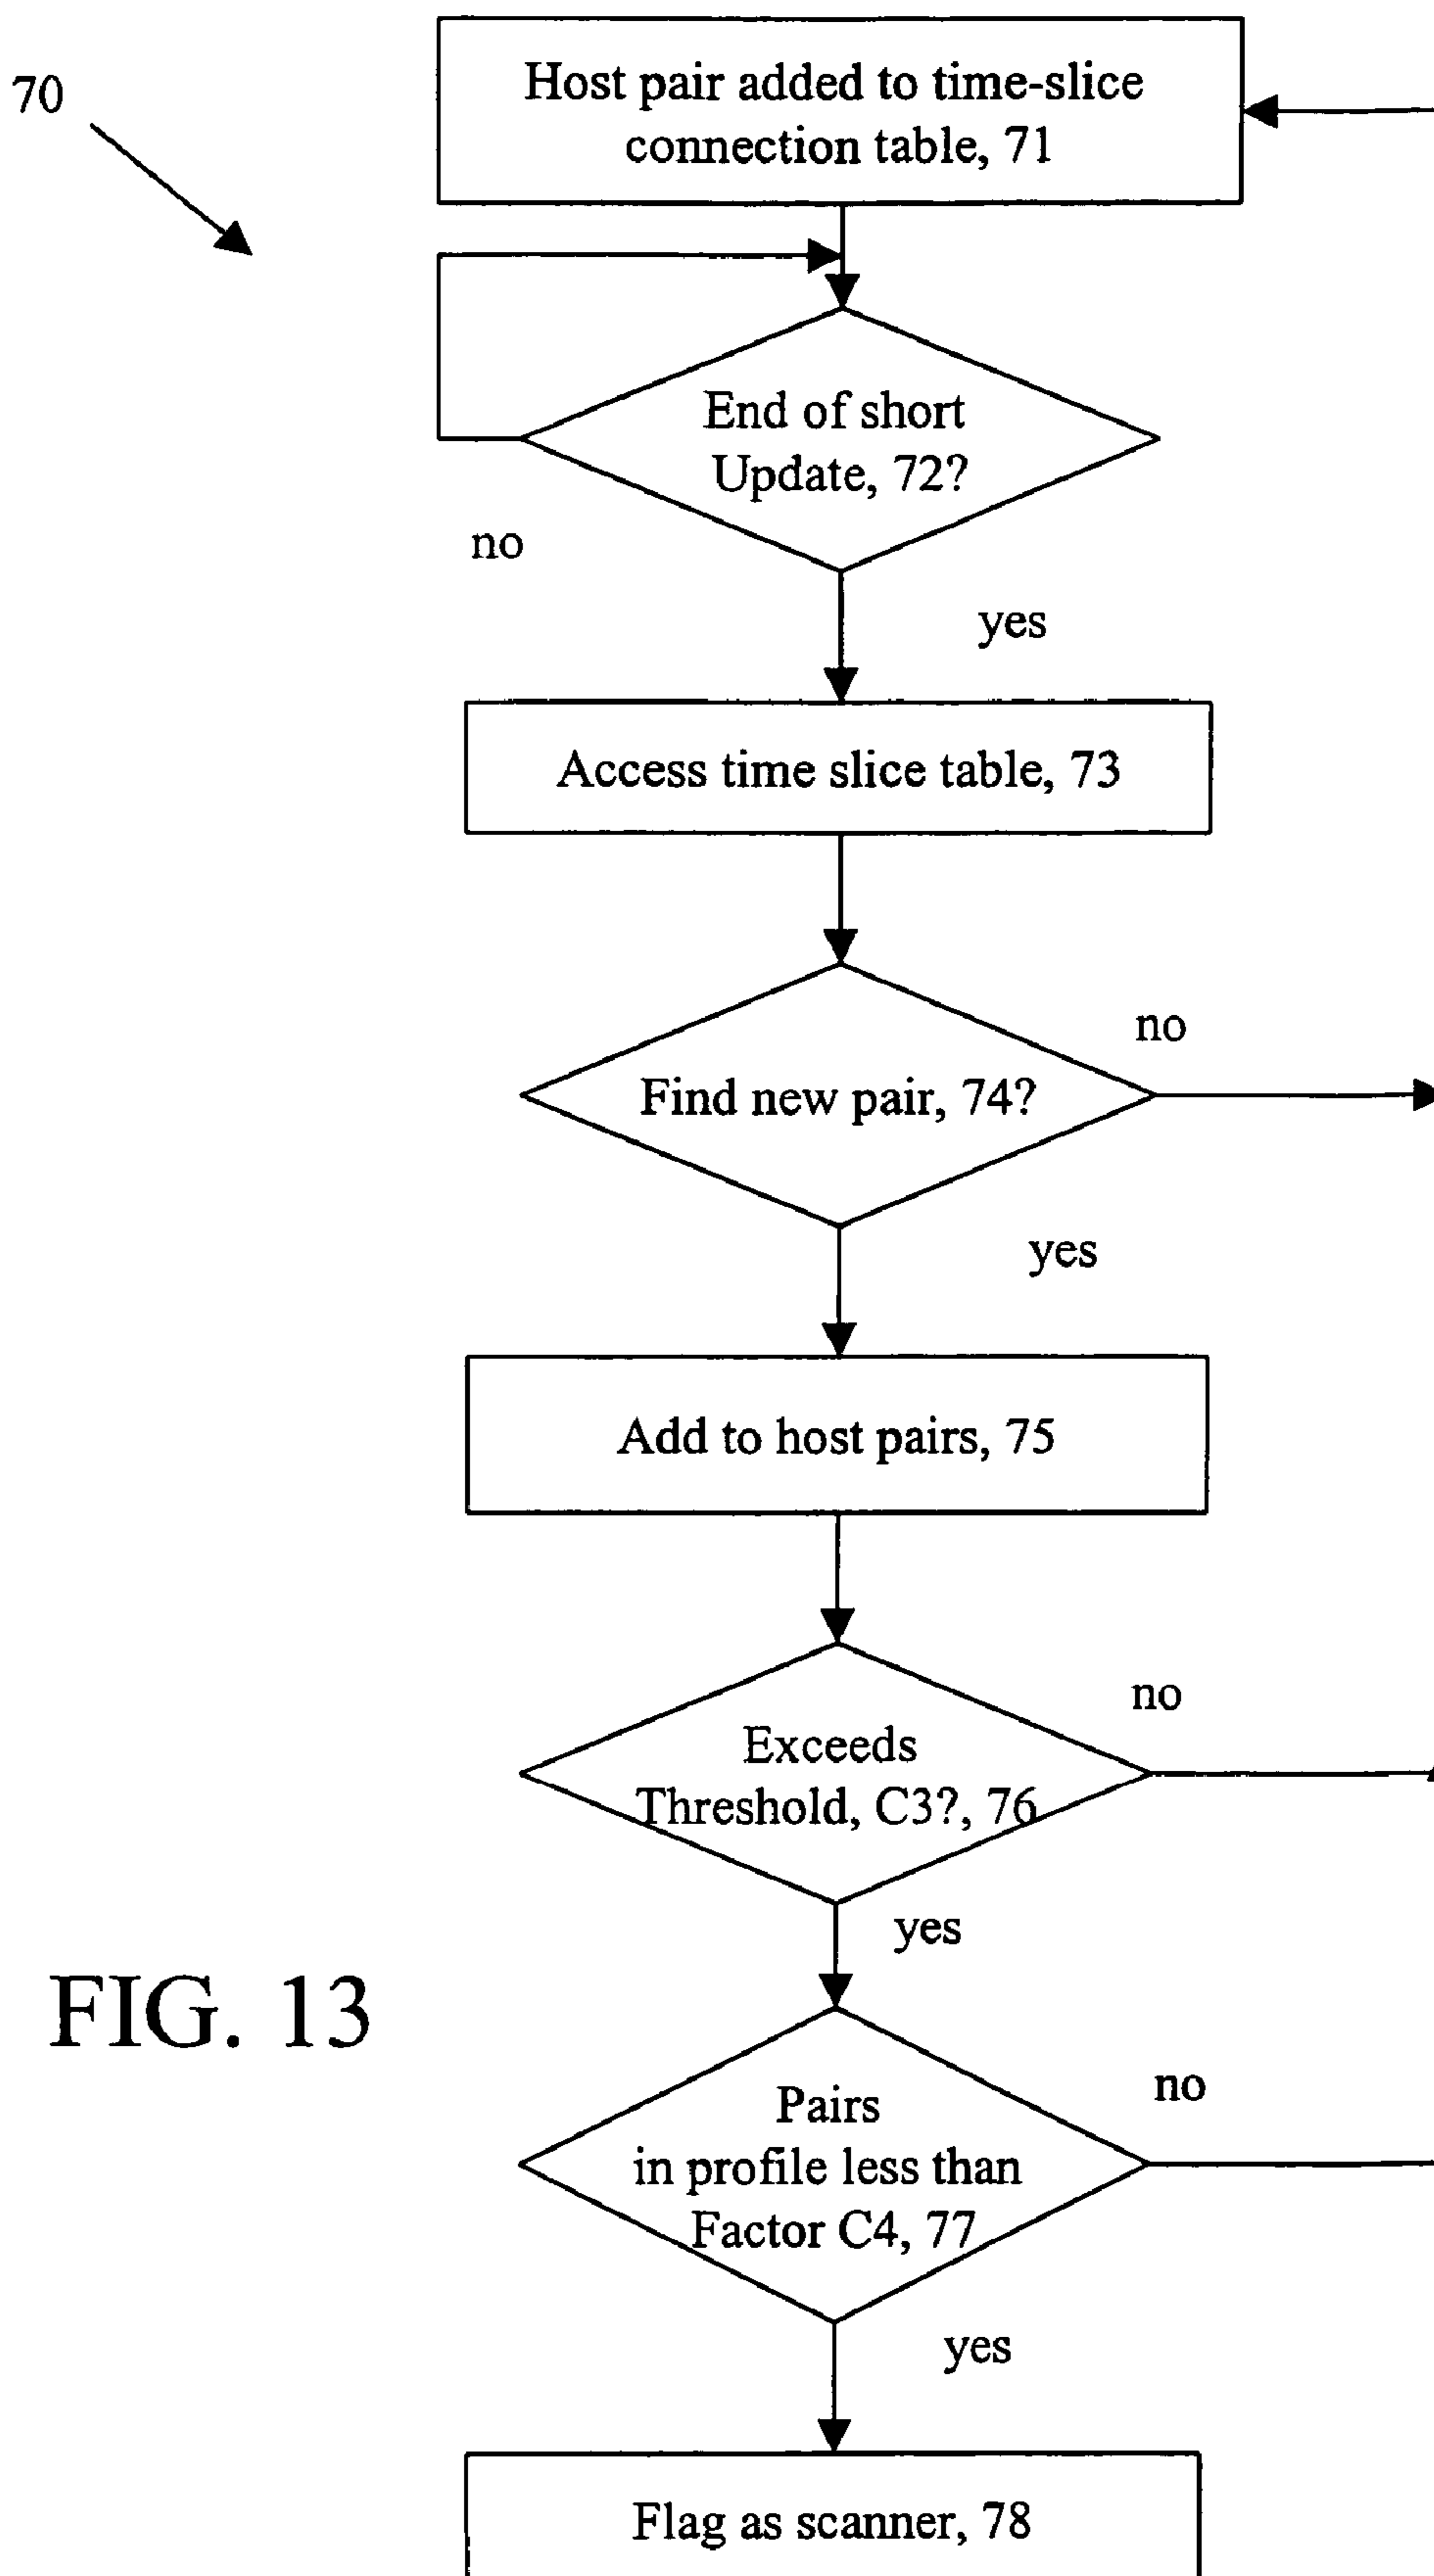 70
Host pair added to time-slice
connection table, 71
End of short
Update, 72?
no
yes
Access time slice table, 73
no
Find new pair, 74?
yes
Add to host pairs, 75
no
Exceeds
Threshold, C3?, 76
yes
FIG. 13
no
Pairs
in profile less than
Factor C4, 77
yes
Flag as scanner, 78